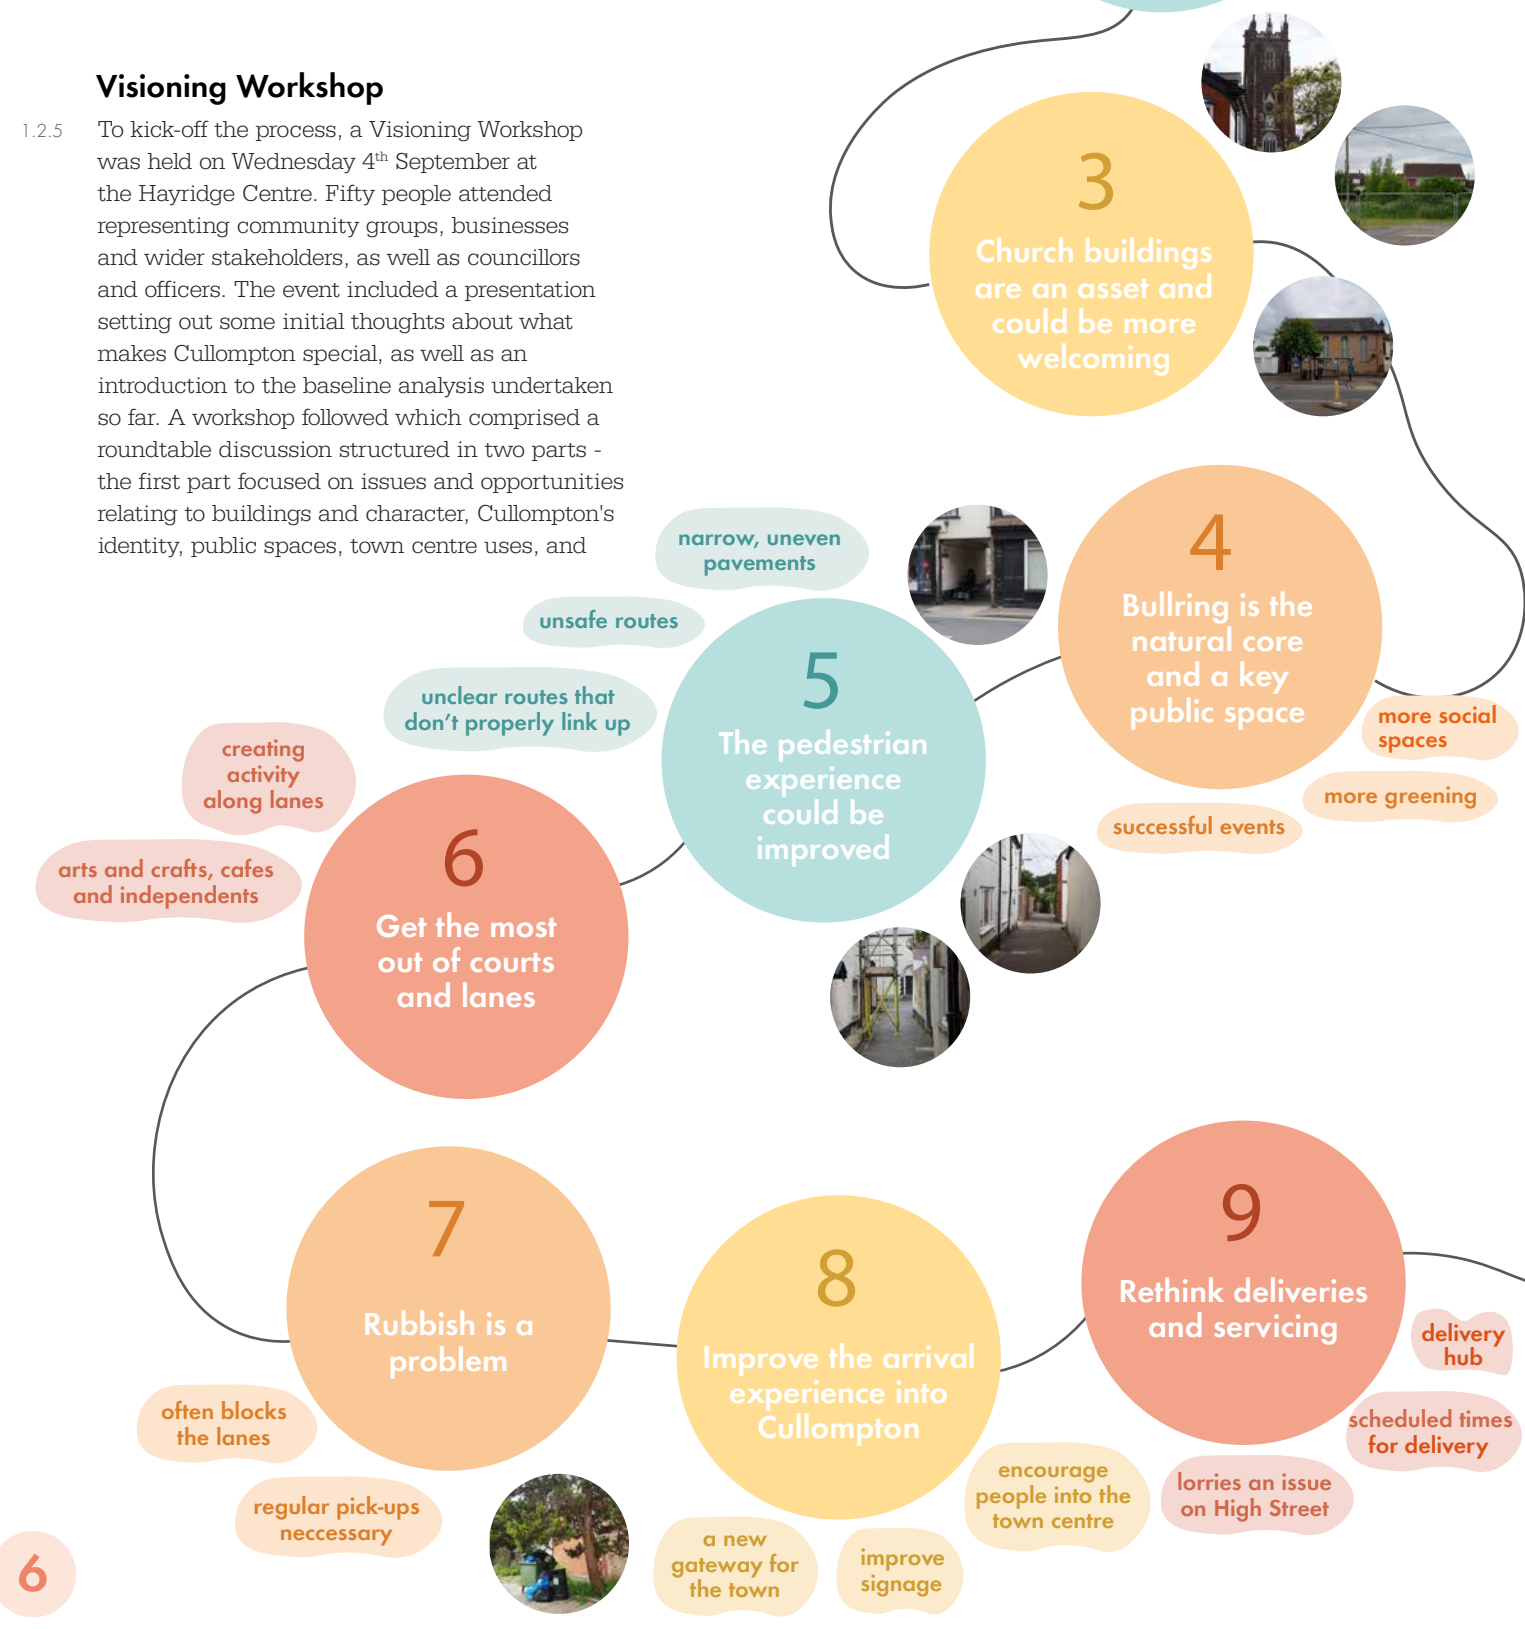 Visioning Workshop
1.2.5
To kick-off the process, a Visioning Workshop
was held on Wednesday 4th September at
the Hayridge Centre. Fifty people attended
representing community groups, businesses
and wider stakeholders, as well as councillors
and officers. The event included a presentation
setting out some initial thoughts about what
makes Cullompton special, as well as an
introduction to the baseline analysis undertaken
so far. A workshop followed which comprised a
roundtable discussion structured in two parts -
the first part focused on issues and opportunities
relating to buildings and character, Cullompton's
identity, public spaces, town centre uses, and
3
Church buildings
are an asset and
could be more
welcoming
4
Bullring is the
natural core
and a key
public space
more social
spaces
more greening
successful events
5
The pedestrian
experience
could be
improved
narrow, uneven
pavements
unsafe routes
unclear routes that
don't properly link up
6
Get the most
out of courts
and lanes
creating
activity
along lanes
arts and crafts, cafes
and independents
7
Rubbish is a
problem
often blocks
the lanes
regular pick-ups
neccessary
8
Improve the arrival
experience into
Cullompton
a new
gateway for
the town
improve
signage
encourage
people into the
town centre
9
Rethink deliveries
and servicing
delivery
hub
scheduled times
for delivery
lorries an issue
on High Street
6